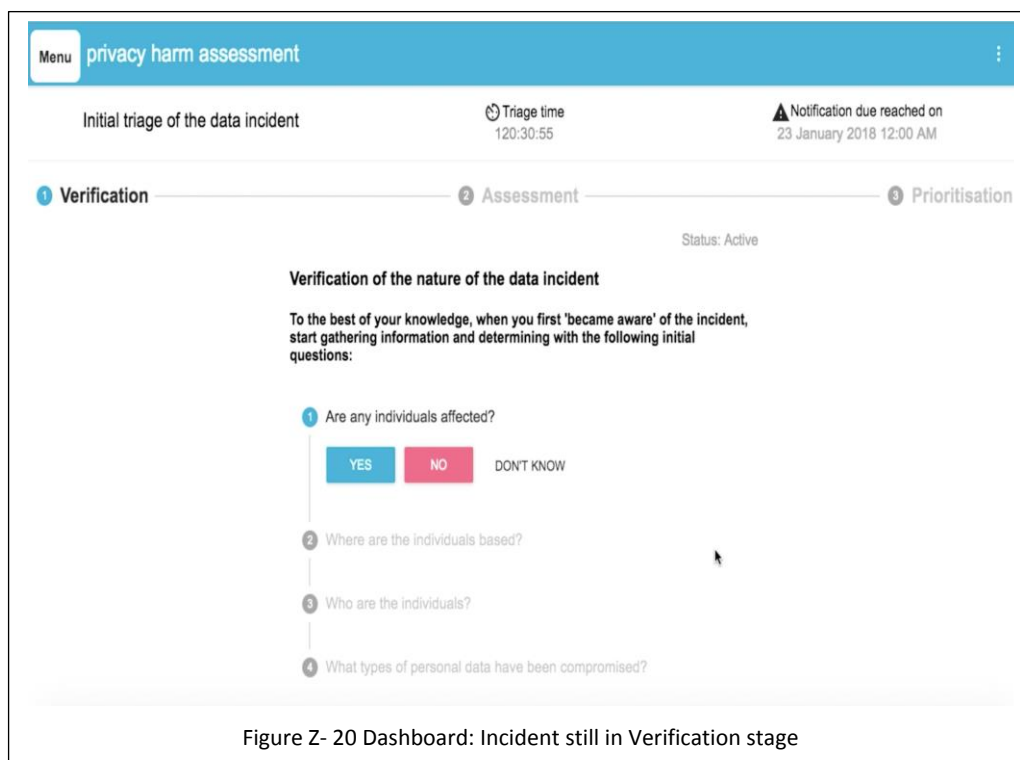 Menu privacy harm assessment
Initial triage of the data incident
Triage time
120:30:55
Notification due reached on
23 January 2018 12:00 AM
1 Verification
2 Assessment
3 Prioritisation
Status: Active
Verification of the nature of the data incident
To the best of your knowledge, when you first 'became aware' of the incident,
start gathering information and determining with the following initial
questions:
1 Are any individuals affected?
YES NO DON'T KNOW
2 Where are the individuals based?
3 Who are the individuals?
4 What types of personal data have been compromised?
Figure Z- 20 Dashboard: Incident still in Verification stage